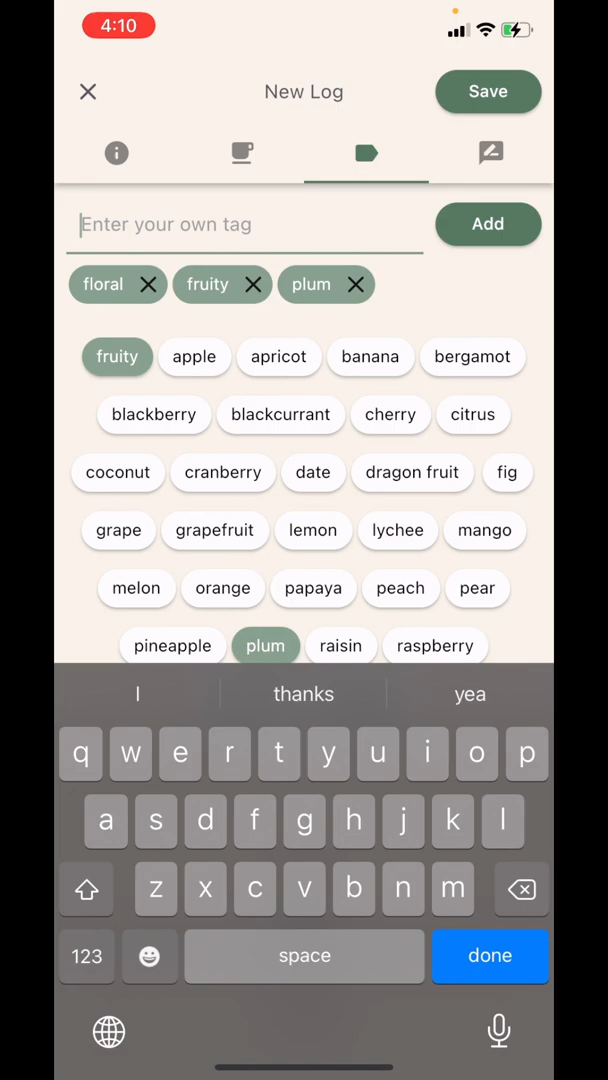 4:10
New Log
Save
Enter your own tag
Add
floral fruity plum
fruity apple apricot banana bergamot
blackberry blackcurrant cherry citrus
coconut cranberry date dragon fruit fig
grape grapefruit lemon lychee mango
melon orange papaya peach pear
pineapple plum raisin raspberry
I thanks yea
q w e r t y u i o p
a s d f g h j k l
z x c v b n m
123 space done